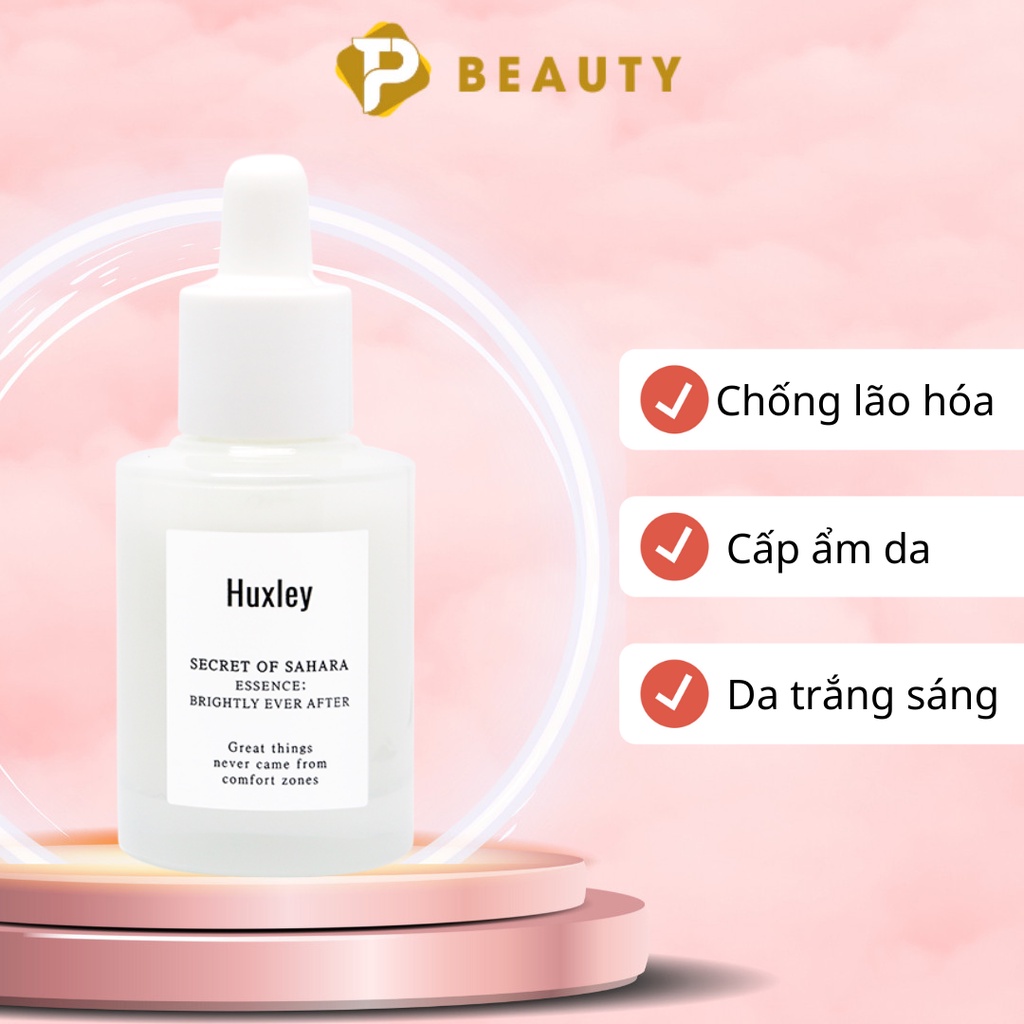 P BEAUTY
Huxley
SECRET OF SAHARA
ESSENCE:
BRIGHTLY EVER AFTER
Great things
never came from
comfort zones
Chống lão hóa
Cấp ẩm da
Da trắng sáng